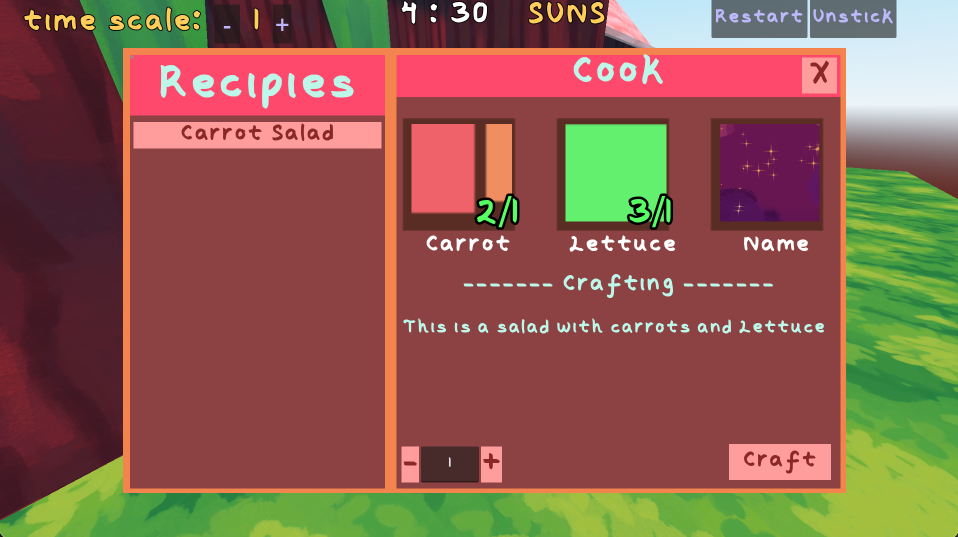 time scale: - 1 +
4 : 30 SUNS
Restart Unstick
Recipies
Carrot Salad
Cook
X
2/1
3/1
Carrot Lettuce Name
------- Crafting -------
This is a salad with carrots and Lettuce
- 1 +
Craft